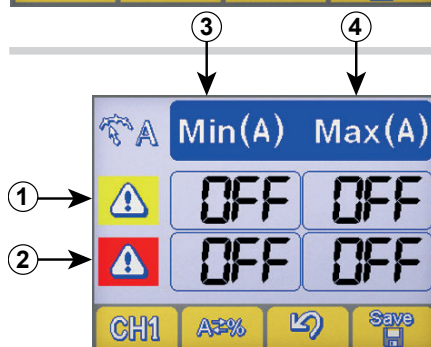 3 4
A Min(A) Max(A)
1 OFF OFF
2 OFF OFF
CH1 A⇄% Save